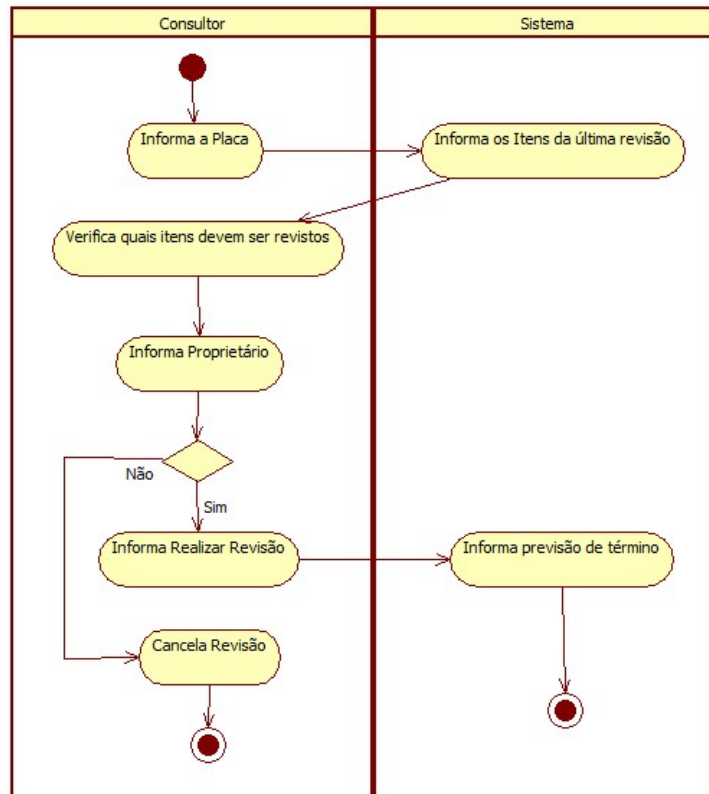 Consultor
Sistema
Informa a Placa
Informa os Itens da última revisão
Verifica quais itens devem ser revistos
Informa Proprietário
Não
Sim
Informa Realizar Revisão
Informa previsão de término
Cancela Revisão